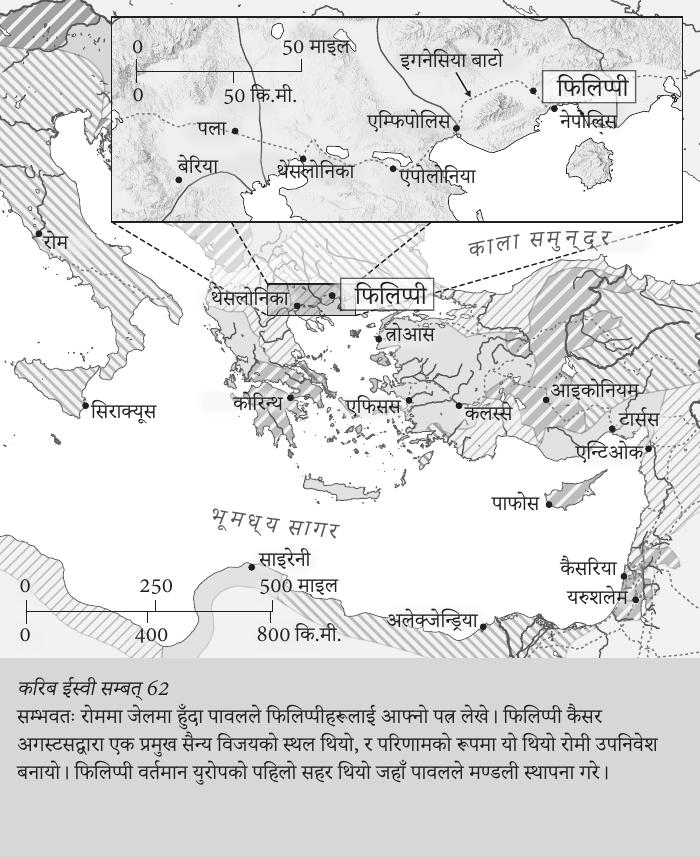 0 50 माइल
0 50 कि.मी.
इगनेसिया बाटो
फिलिप्पी
नेपोलिस
एम्फिपोलिस
पला
बेरिया
थेसलोनिका
एपोलोनिया
रोम
काला समुन्द्र
थेसलोनिका
फिलिप्पी
त्रोआस
सिराक्यूस
कोरिन्थ
एफिसस
कलस्से
आइकोनियम
टार्सस
एन्टिओक
पाफोस
भूमध्य सागर
साइरेनी
कैसरिया
यरुशलेम
अलेक्जेन्ड्रिया
0 250 500 माइल
0 400 800 कि.मी.
करिब ईस्वी सम्बत् 62
सम्भवतः रोममा जेलमा हुँदा पावलले फिलिप्पीहरूलाई आफ्नो पत्र लेखे। फिलिप्पी कैसर
अगस्टसद्वारा एक प्रमुख सैन्य विजयको स्थल थियो, र परिणामको रूपमा यो थियो रोमी उपनिवेश
बनायो। फिलिप्पी वर्तमान युरोपको पहिलो सहर थियो जहाँ पावलले मण्डली स्थापना गरे।